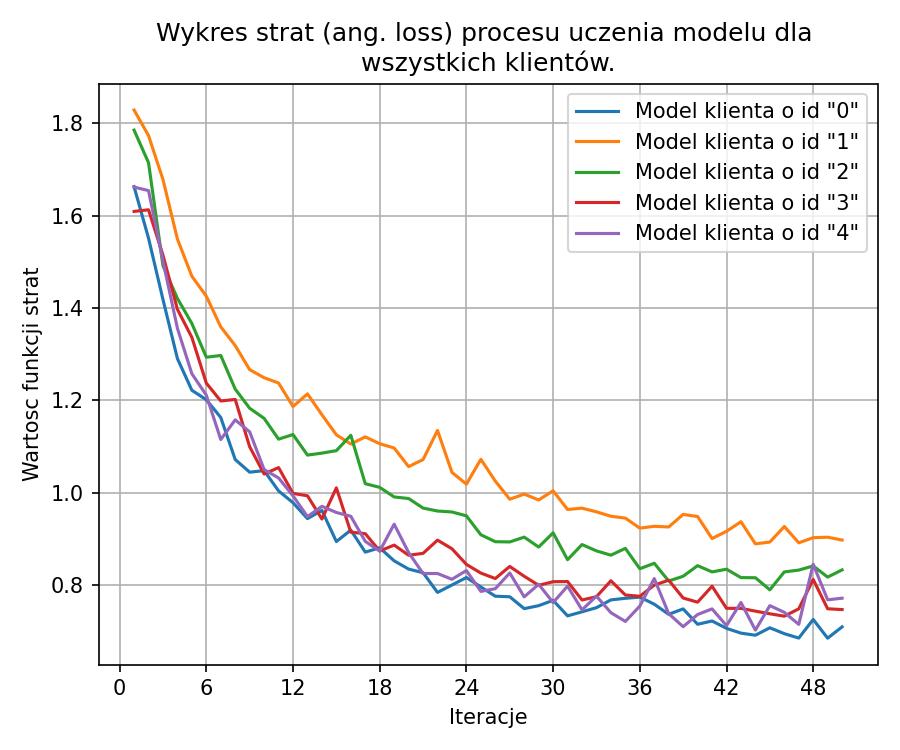 Wykres strat (ang. loss) procesu uczenia modelu dla
wszystkich klientów.
Model klienta o id "0"
Model klienta o id "1"
Model klienta o id "2"
Model klienta o id "3"
Model klienta o id "4"
Wartosc funkcji strat
1.8
1.6
1.4
1.2
1.0
0.8
0 6 12 18 24 30 36 42 48
Iteracje